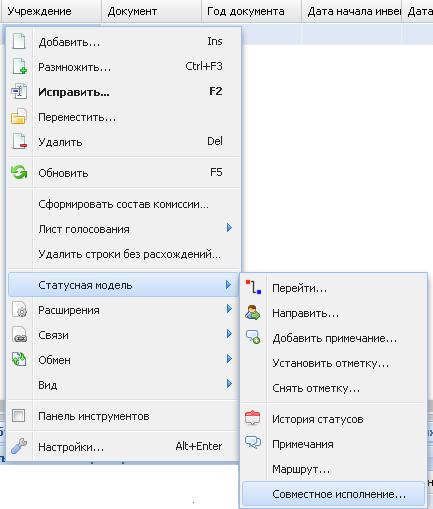 Учреждение Документ Год документа Дата начала инвен Дата
Добавить... Ins
Размножить... Ctrl+F3
Исправить... F2
Переместить...
Удалить Del
Обновить F5
Сформировать состав комиссии...
Лист голосования
Удалить строки без расхождений...
Статусная модель
Расширения
Связи
Обмен
Вид
Панель инструментов
Настройки... Alt+Enter
Перейти...
Направить...
Добавить примечание...
Установить отметку...
Снять отметку...
История статусов
Примечания
Маршрут...
Совместное исполнение...